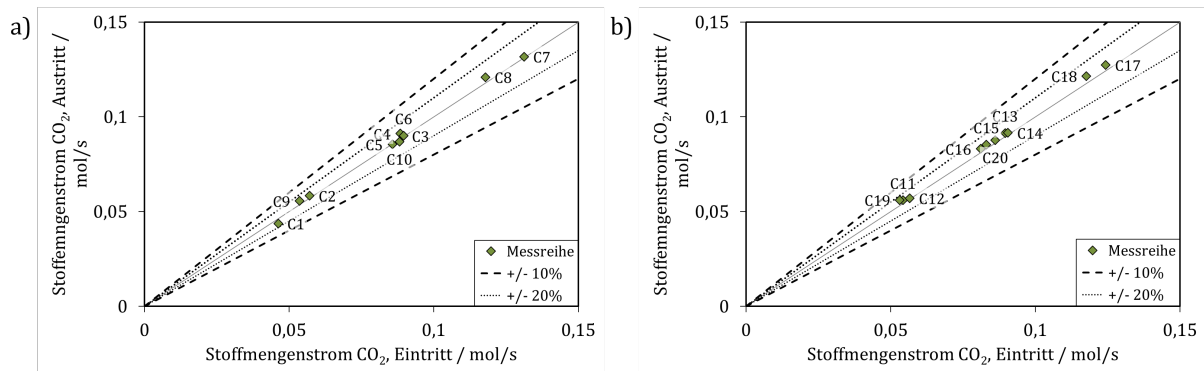 a)
Stoffemngenstrom CO2, Austritt /
mol/s
0,15
0,1
0,05
0
0
0,05
0,1
0,15
Stoffmengenstrom CO2, Eintritt / mol/s
C7
C8
C6
C4
C3
C5
C10
C9
C2
C1
Messreihe
+/- 10%
+/- 20%
b)
Stoffemngenstrom CO2, Austritt /
mol/s
0,15
0,1
0,05
0
0
0,05
0,1
0,15
Stoffmengenstrom CO2, Eintritt / mol/s
C17
C18
C13
C15
C14
C16
C20
C11
C19
C12
Messreihe
+/- 10%
+/- 20%